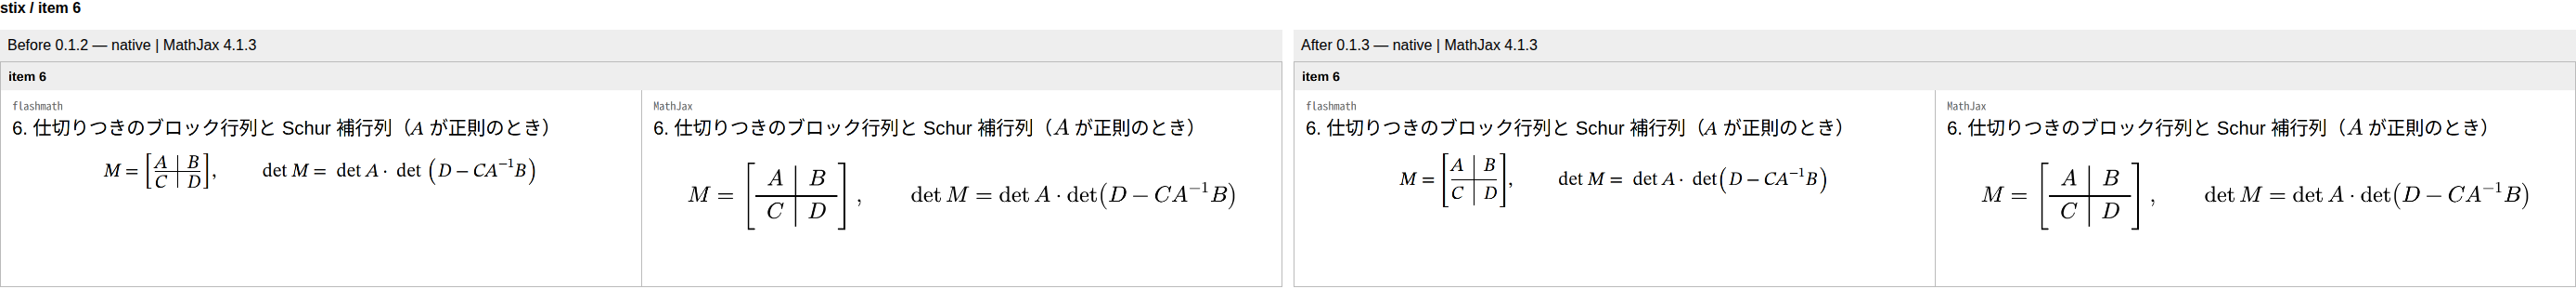 stix / item 6
Before 0.1.2 — native | MathJax 4.1.3
item 6
flashmath
6. 仕切りつきのブロック行列と Schur 補行列（A が正則のとき）
M = [A | B
C | D], det M = det A · det (D − CA⁻¹B)
MathJax
6. 仕切りつきのブロック行列と Schur 補行列（A が正則のとき）
M = [A | B
C | D], det M = det A · det(D − CA⁻¹B)
After 0.1.3 — native | MathJax 4.1.3
item 6
flashmath
6. 仕切りつきのブロック行列と Schur 補行列（A が正則のとき）
M = [A | B
C | D], det M = det A · det(D − CA⁻¹B)
MathJax
6. 仕切りつきのブロック行列と Schur 補行列（A が正則のとき）
M = [A | B
C | D], det M = det A · det(D − CA⁻¹B)